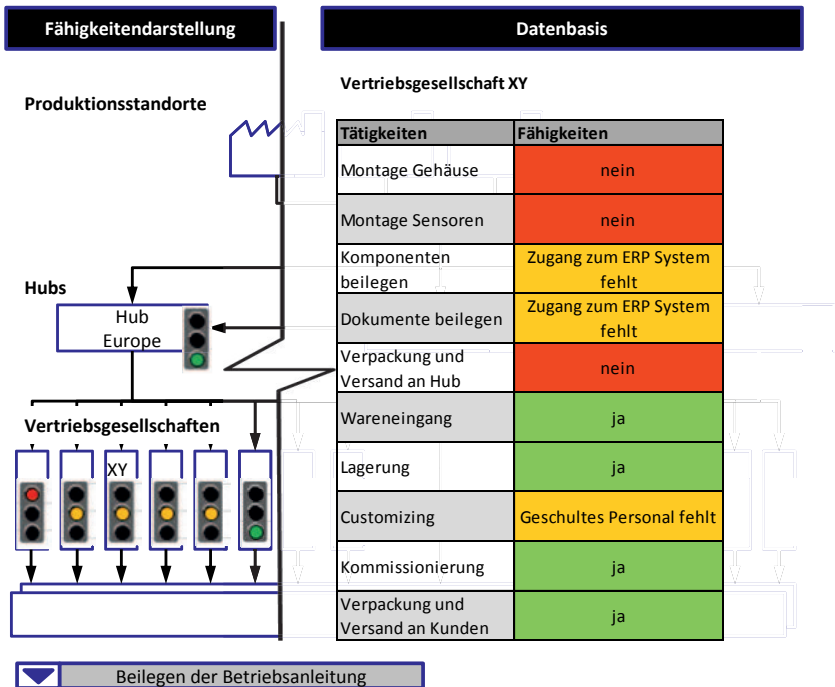 Fähigkeitendarstellung
Datenbasis
Produktionsstandorte
Hubs
Hub
Europe
Vertriebsgesellschaften
XY
Vertriebsgesellschaft XY
Tätigkeiten Fähigkeiten
Montage Gehäuse nein
Montage Sensoren nein
Komponenten
beilegen
Zugang zum ERP System
fehlt
Dokumente beilegen
Zugang zum ERP System
fehlt
Verpackung und
Versand an Hub
nein
Wareneingang ja
Lagerung ja
Customizing Geschultes Personal fehlt
Kommissionierung ja
Verpackung und
Versand an Kunden
ja
Beilegen der Betriebsanleitung